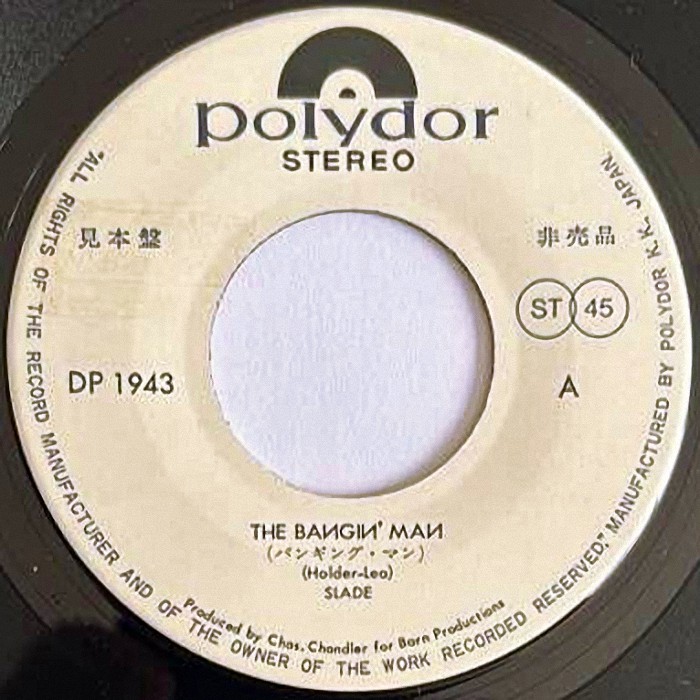 polydor
STEREO
見本盤
非売品
ST 45
DP 1943
A
THE BANGIN' MAN
(バンギング・マン)
(Holder-Lea)
SLADE
Produced by Chas. Chandler for Barn Productions
"ALL RIGHTS OF THE RECORD MANUFACTURER AND OF THE OWNER OF THE WORK RECORDED RESERVED." MANUFACTURED BY POLYDOR K.K. JAPAN.